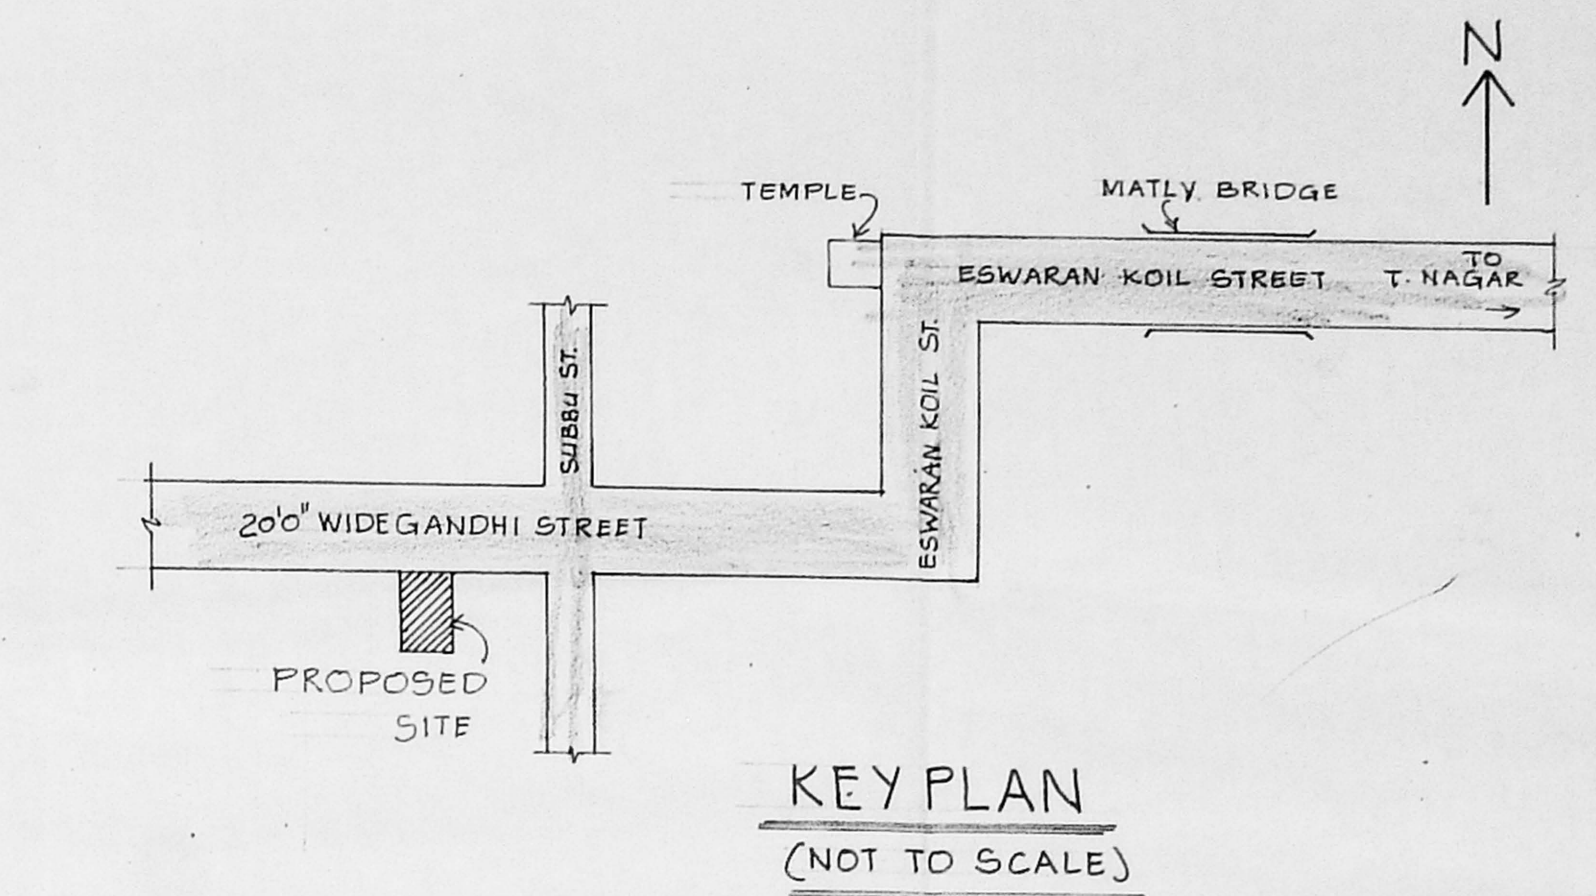 N
TEMPLE
MATLY BRIDGE
ESWARAN KOIL STREET
TO
T. NAGAR
ESWARAN KOIL ST.
SUBBU ST.
20'0" WIDE GANDHI STREET
PROPOSED
SITE
KEY PLAN
(NOT TO SCALE)